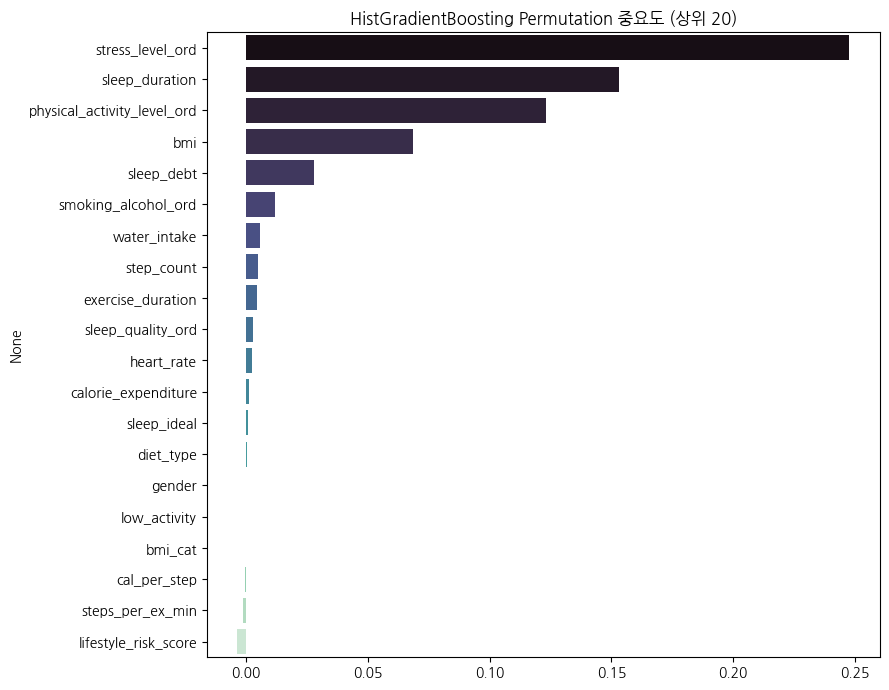 HistGradientBoosting Permutation 중요도 (상위 20)
stress_level_ord
sleep_duration
physical_activity_level_ord
bmi
sleep_debt
smoking_alcohol_ord
water_intake
step_count
exercise_duration
sleep_quality_ord
heart_rate
calorie_expenditure
sleep_ideal
diet_type
gender
low_activity
bmi_cat
cal_per_step
steps_per_ex_min
lifestyle_risk_score
None
0.00 0.05 0.10 0.15 0.20 0.25